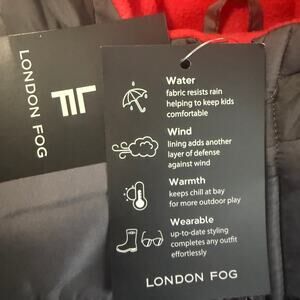 LONDON FOG
Water
fabric resists rain
helping to keep kids
comfortable
Wind
lining adds another
layer of defense
against wind
Warmth
keeps chill at bay
for more outdoor play
Wearable
up-to-date styling
completes any outfit
effortlessly
LONDON FOG